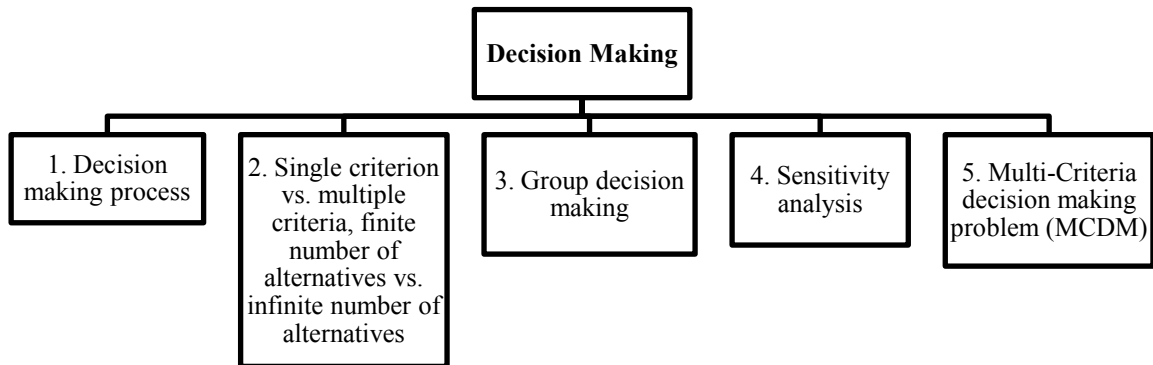 Decision Making
1. Decision
making process
2. Single criterion
vs. multiple
criteria, finite
number of
alternatives vs.
infinite number of
alternatives
3. Group decision
making
4. Sensitivity
analysis
5. Multi-Criteria
decision making
problem (MCDM)